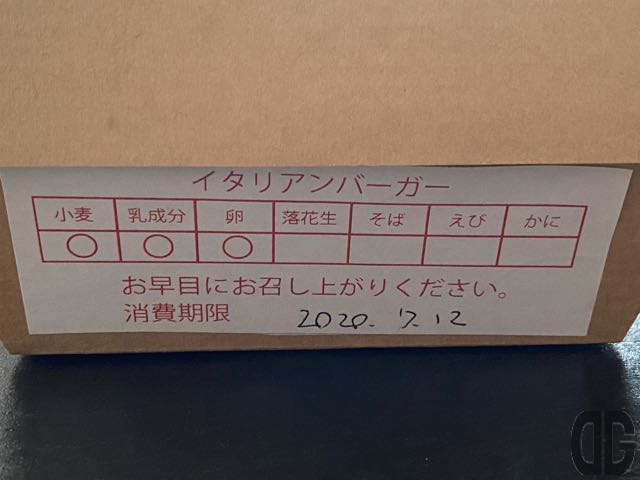 イタリアンバーガー
小麦 乳成分 卵 落花生 そば えび かに
○ ○ ○
お早目にお召し上がりください。
消費期限 2020. 7. 12
DG